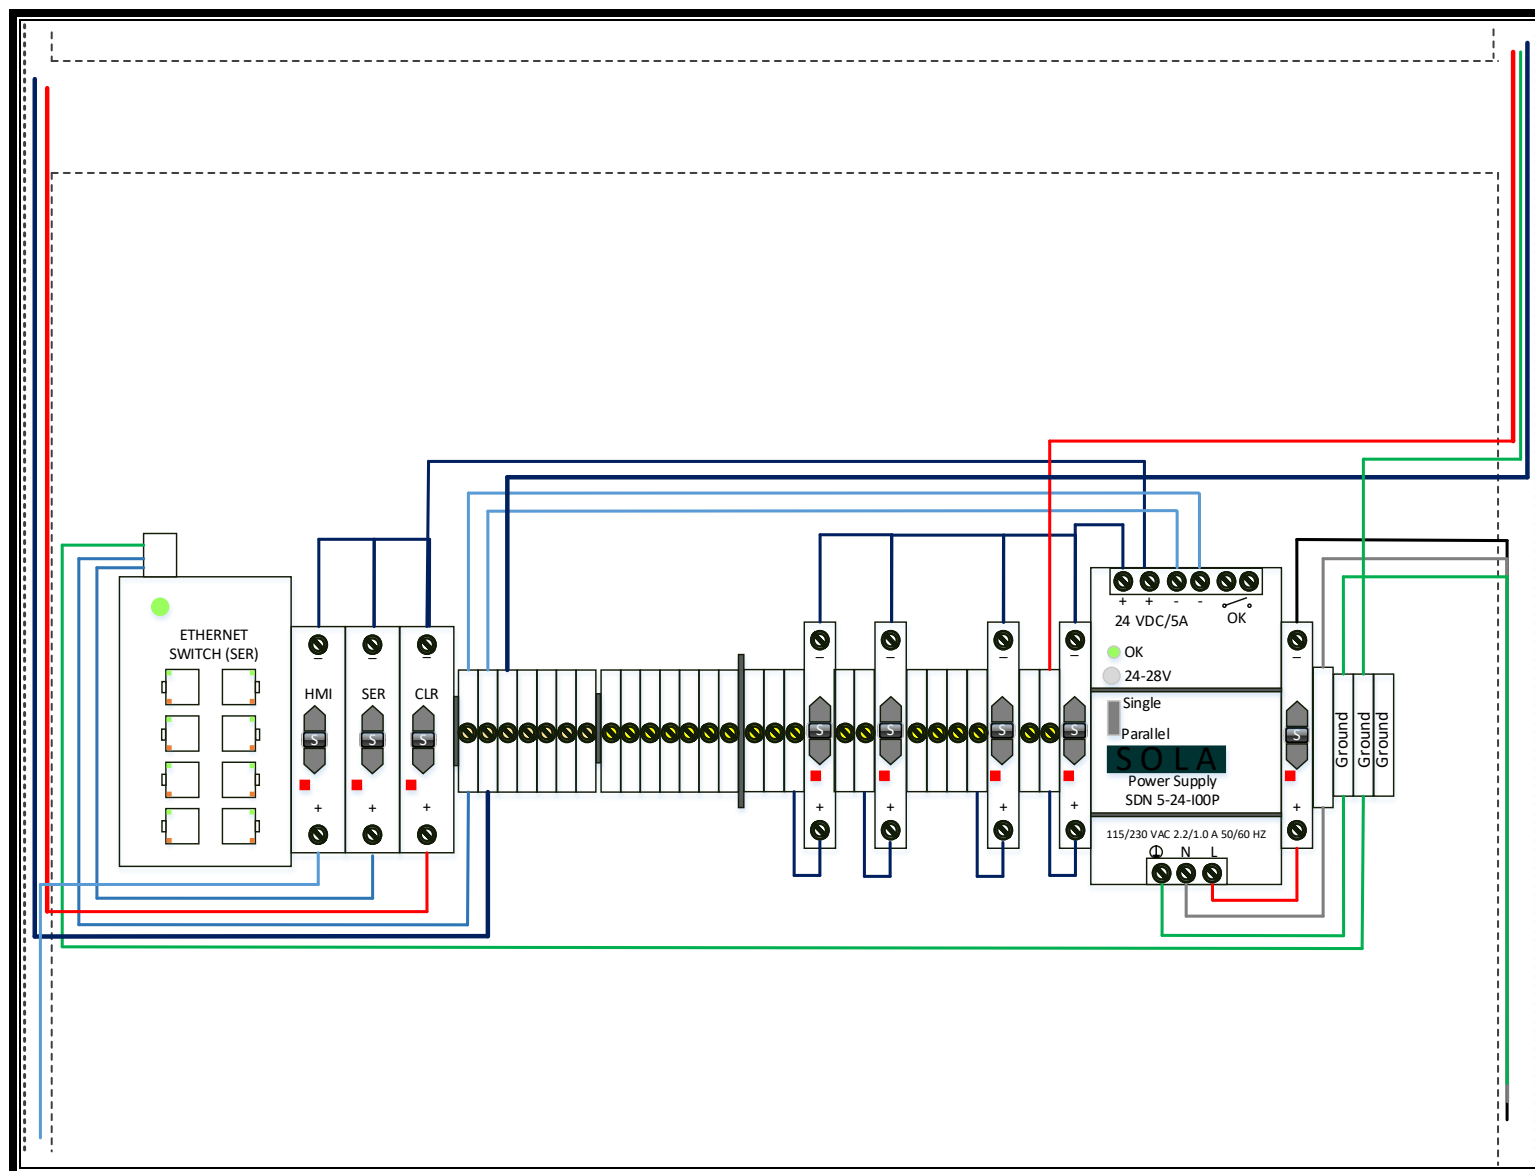 ETHERNET
SWITCH (SER)
HMI
SER
CLR
–
–
–
S
S
S
+
+
+
–
–
–
–
S
S
S
S
+
+
+
+
+ + - -
24 VDC/5A
OK
OK
24-28V
Single
Parallel
SOLA
Power Supply
SDN 5-24-100P
115/230 VAC 2.2/1.0 A 50/60 HZ
N L
–
S
+
Ground
Ground
Ground